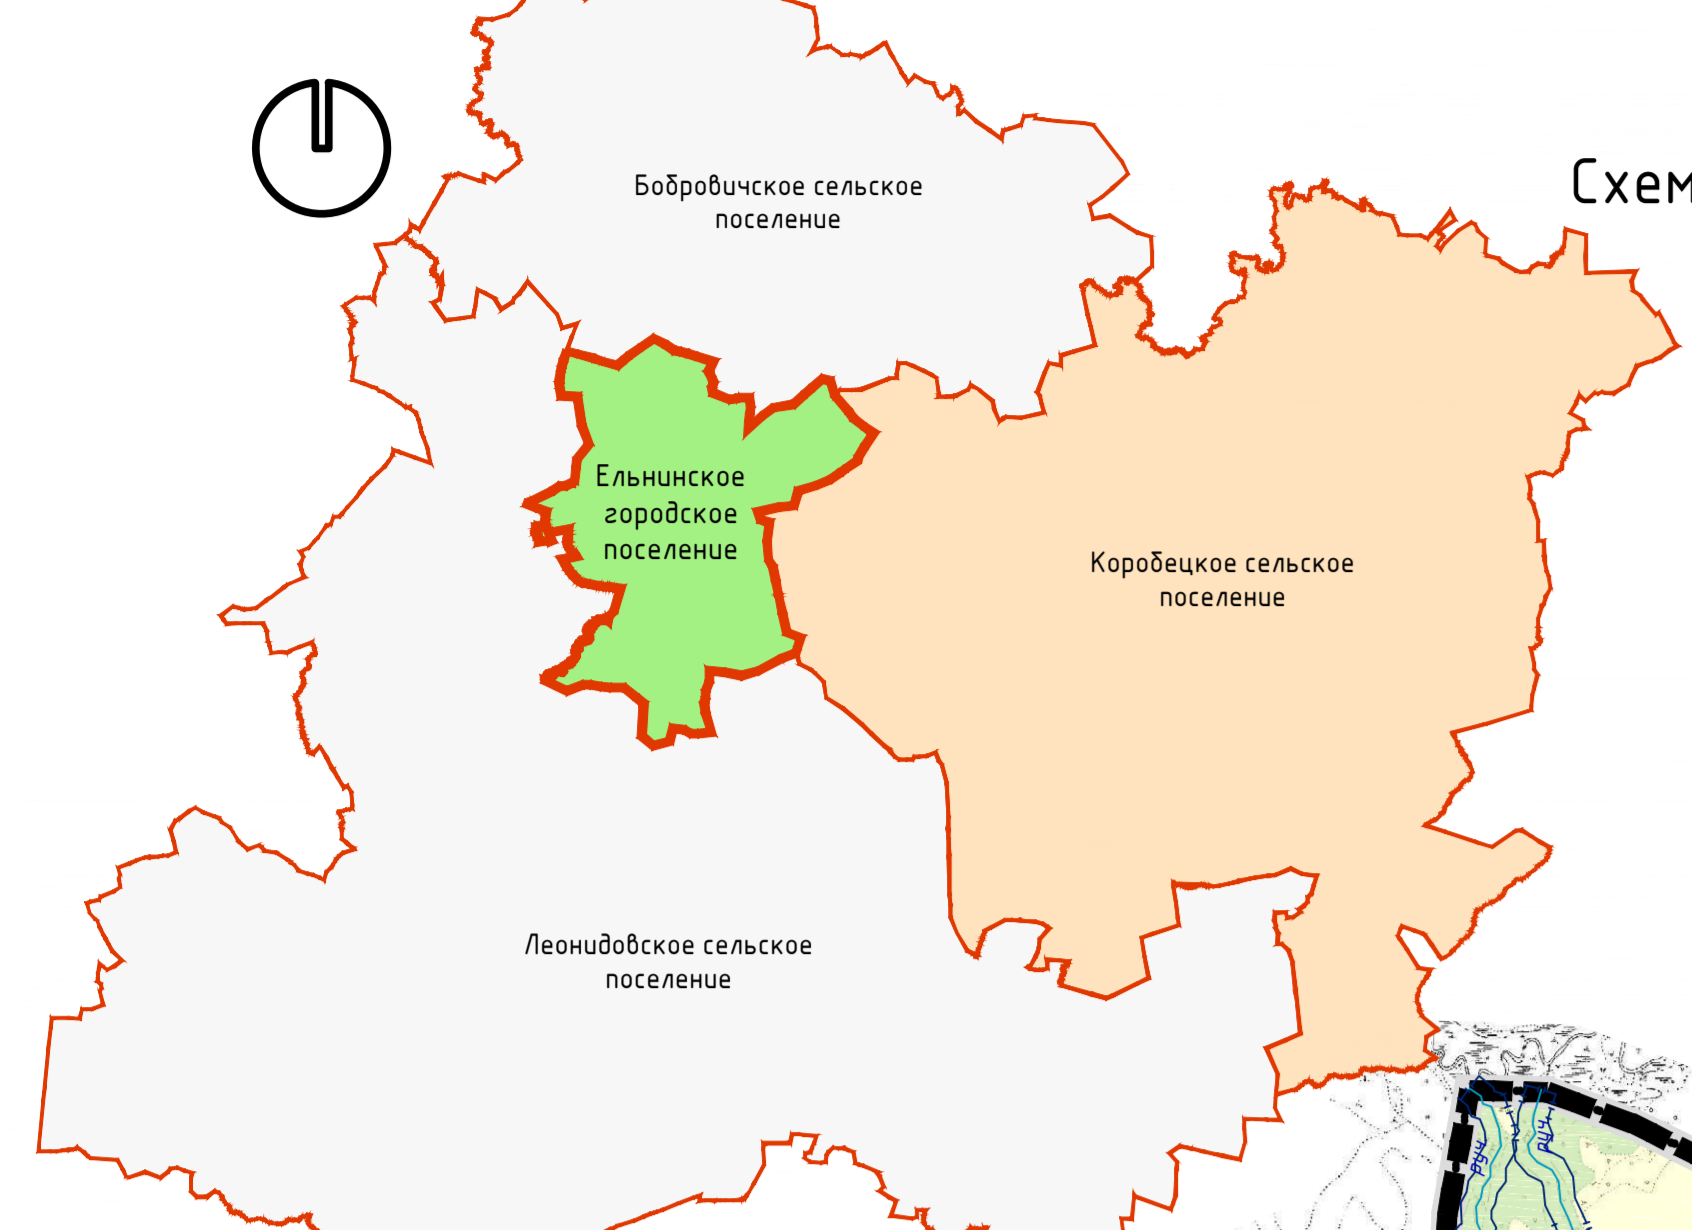 Схем
Бобровичское сельское
поселение
Ельнинское
городское
поселение
Коробецкое сельское
поселение
Леонидовское сельское
поселение
руч
руч